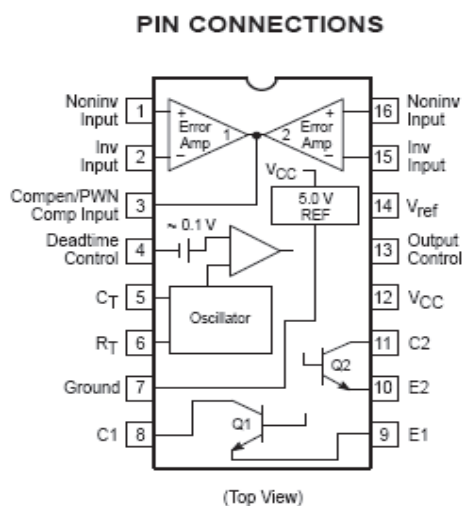 PIN CONNECTIONS
Noninv
Input
1
+
Error
Amp
1
2
+
Error
Amp
16
Noninv
Input
Inv
Input
2
–
–
15
Inv
Input
Compen/PWN
Comp Input
3
VCC
5.0 V
REF
14
Vref
Deadtime
Control
4
~ 0.1 V
13
Output
Control
CT
5
Oscillator
12
VCC
RT
6
Q2
11
C2
Ground
7
10
E2
C1
8
Q1
9
E1
(Top View)